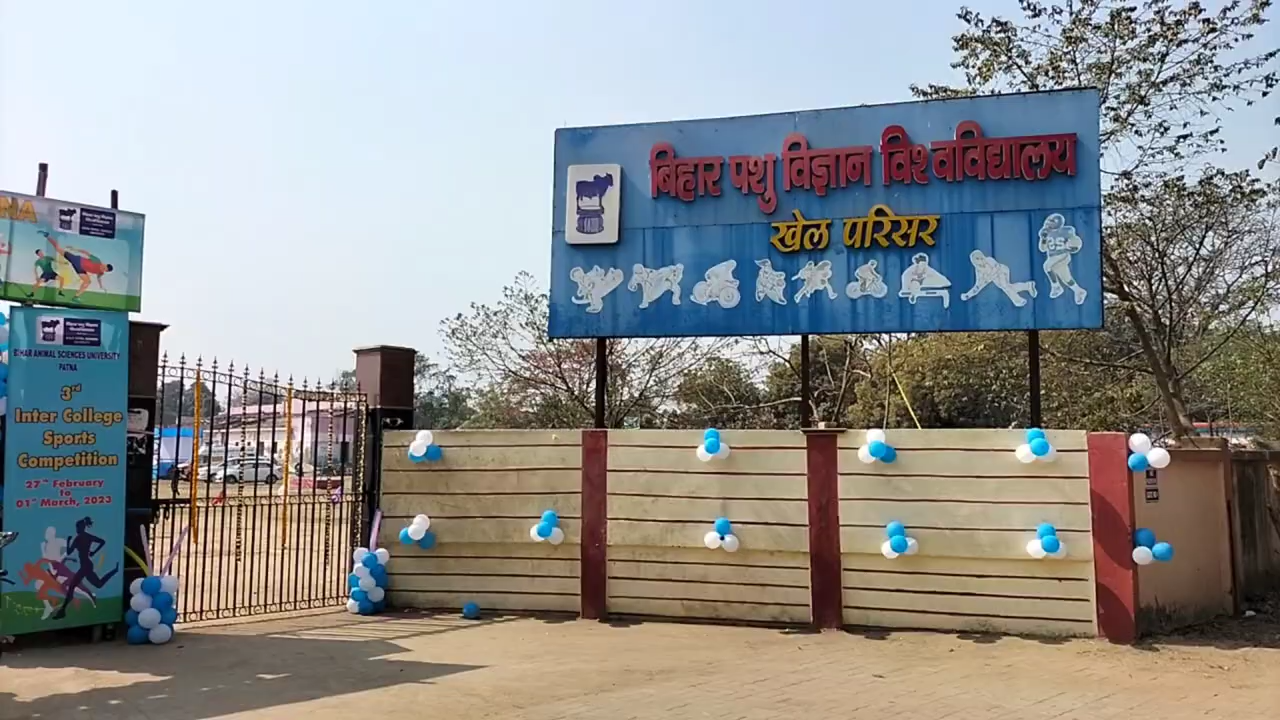 बिहार पशु विज्ञान विश्वविद्यालय
खेल परिसर
NA
BIHAR ANIMAL SCIENCES UNIVERSITY
PATNA
3rd
Inter College
Sports
Competition
27th February
to
01st March, 2023